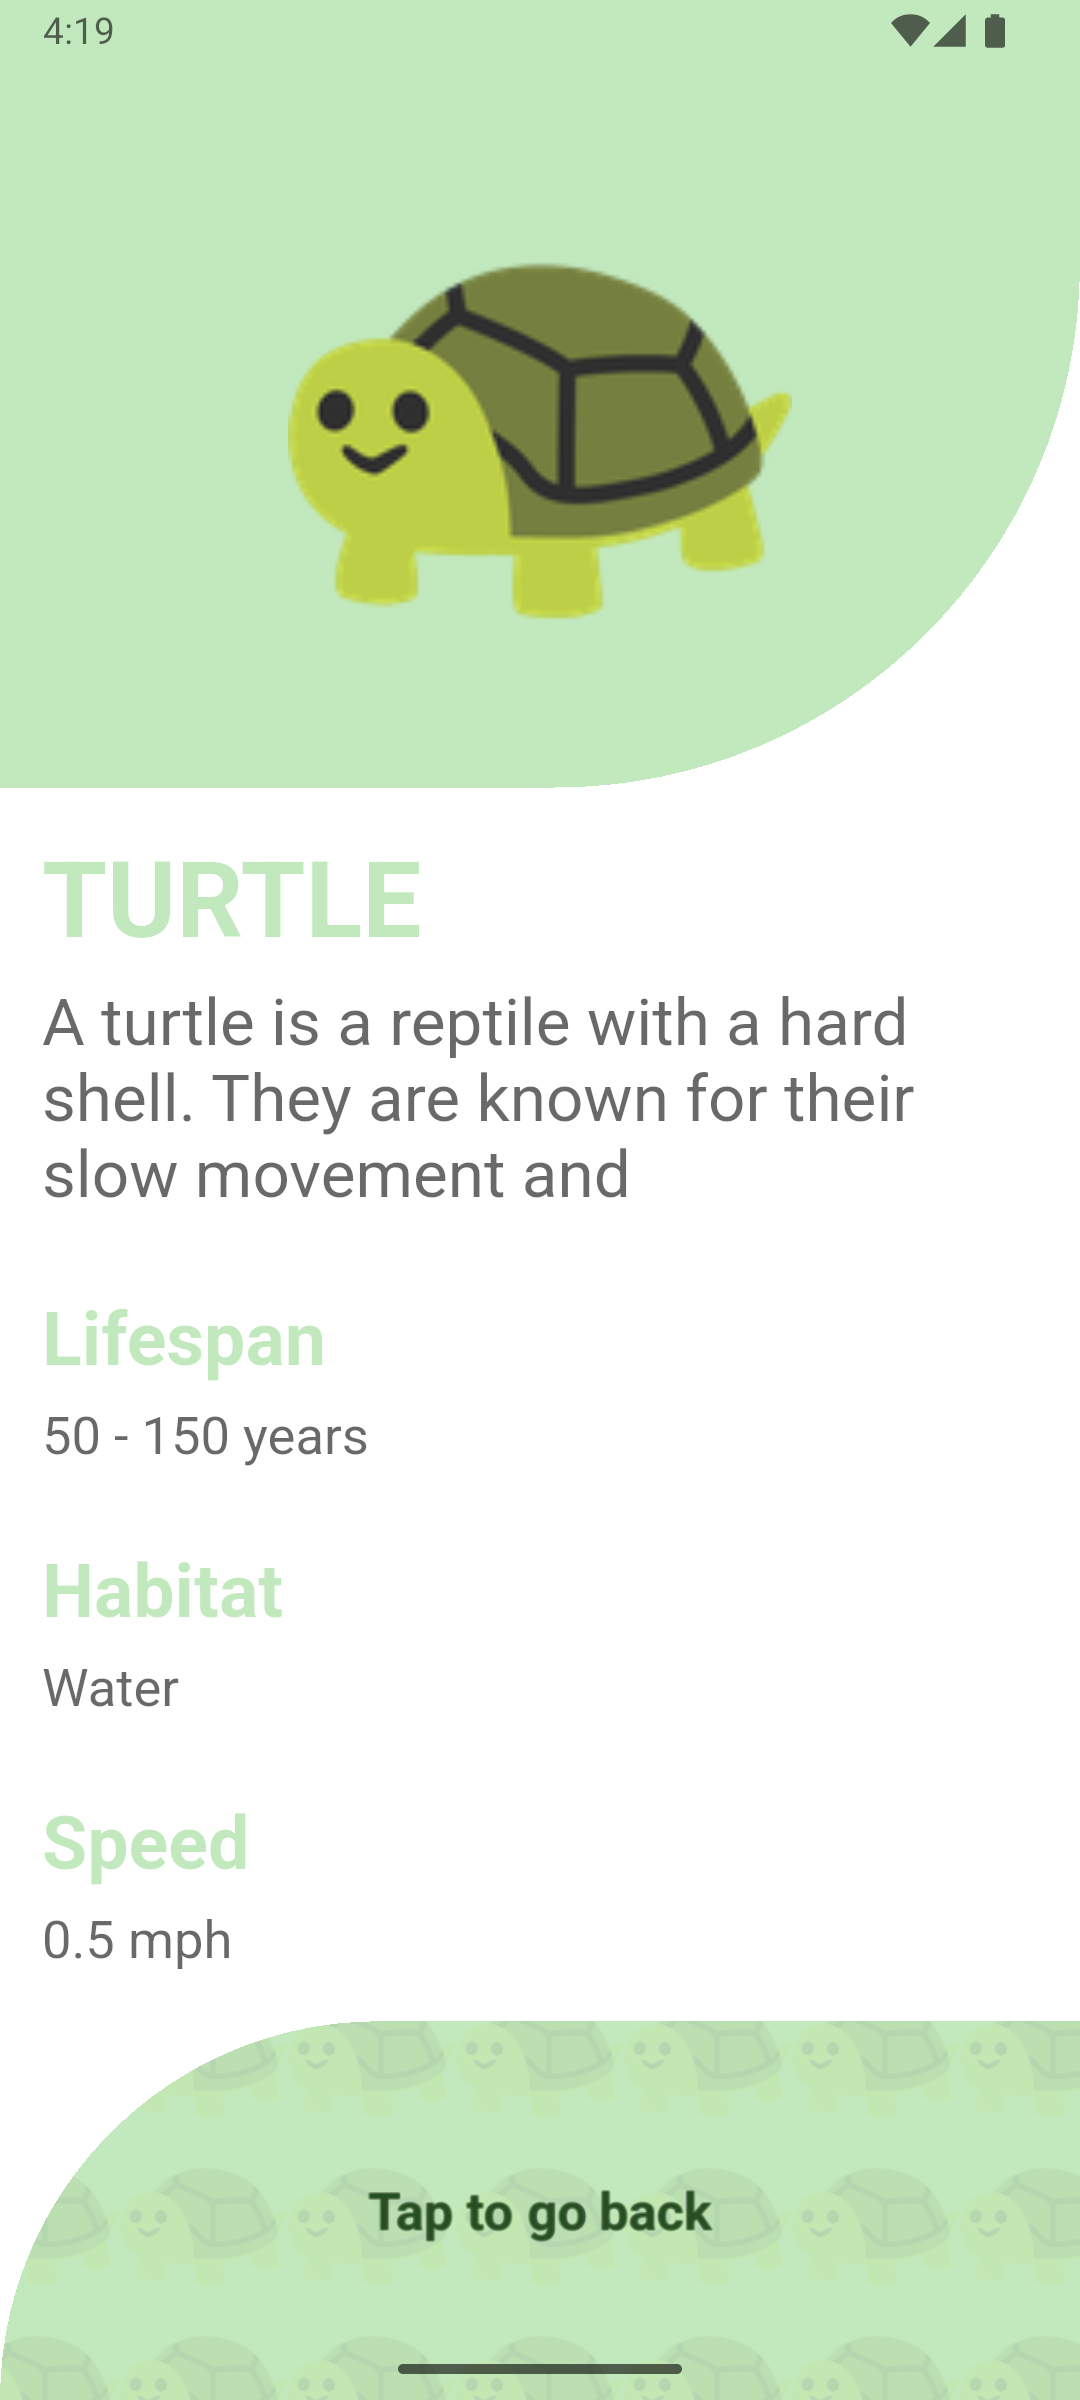 4:19
TURTLE
A turtle is a reptile with a hard
shell. They are known for their
slow movement and
Lifespan
50 - 150 years
Habitat
Water
Speed
0.5 mph
Tap to go back